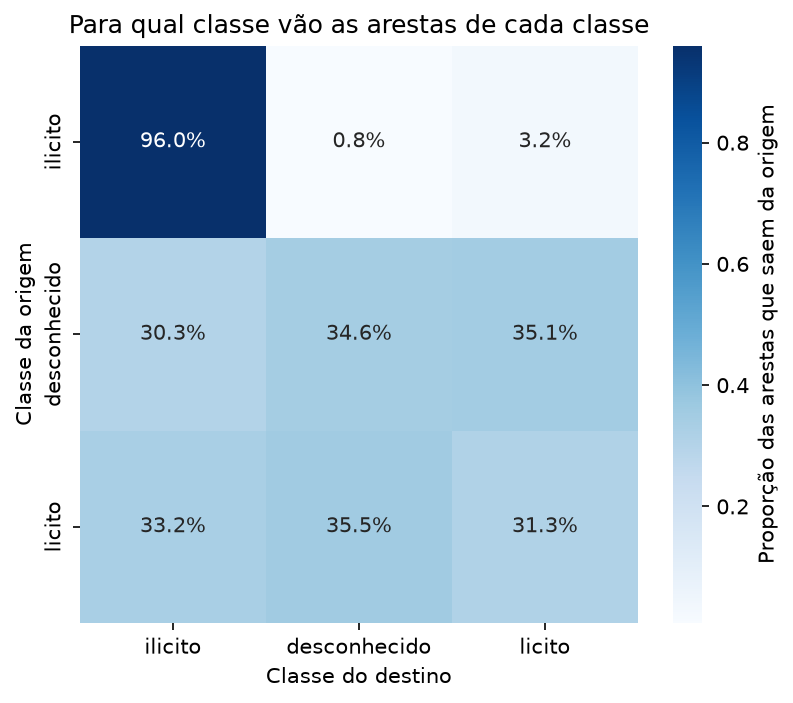 Para qual classe vão as arestas de cada classe
Classe da origem
ilicito
96.0% 0.8% 3.2%
desconhecido
30.3% 34.6% 35.1%
licito
33.2% 35.5% 31.3%
ilicito desconhecido licito
Classe do destino
0.8
0.6
0.4
0.2
Proporção das arestas que saem da origem